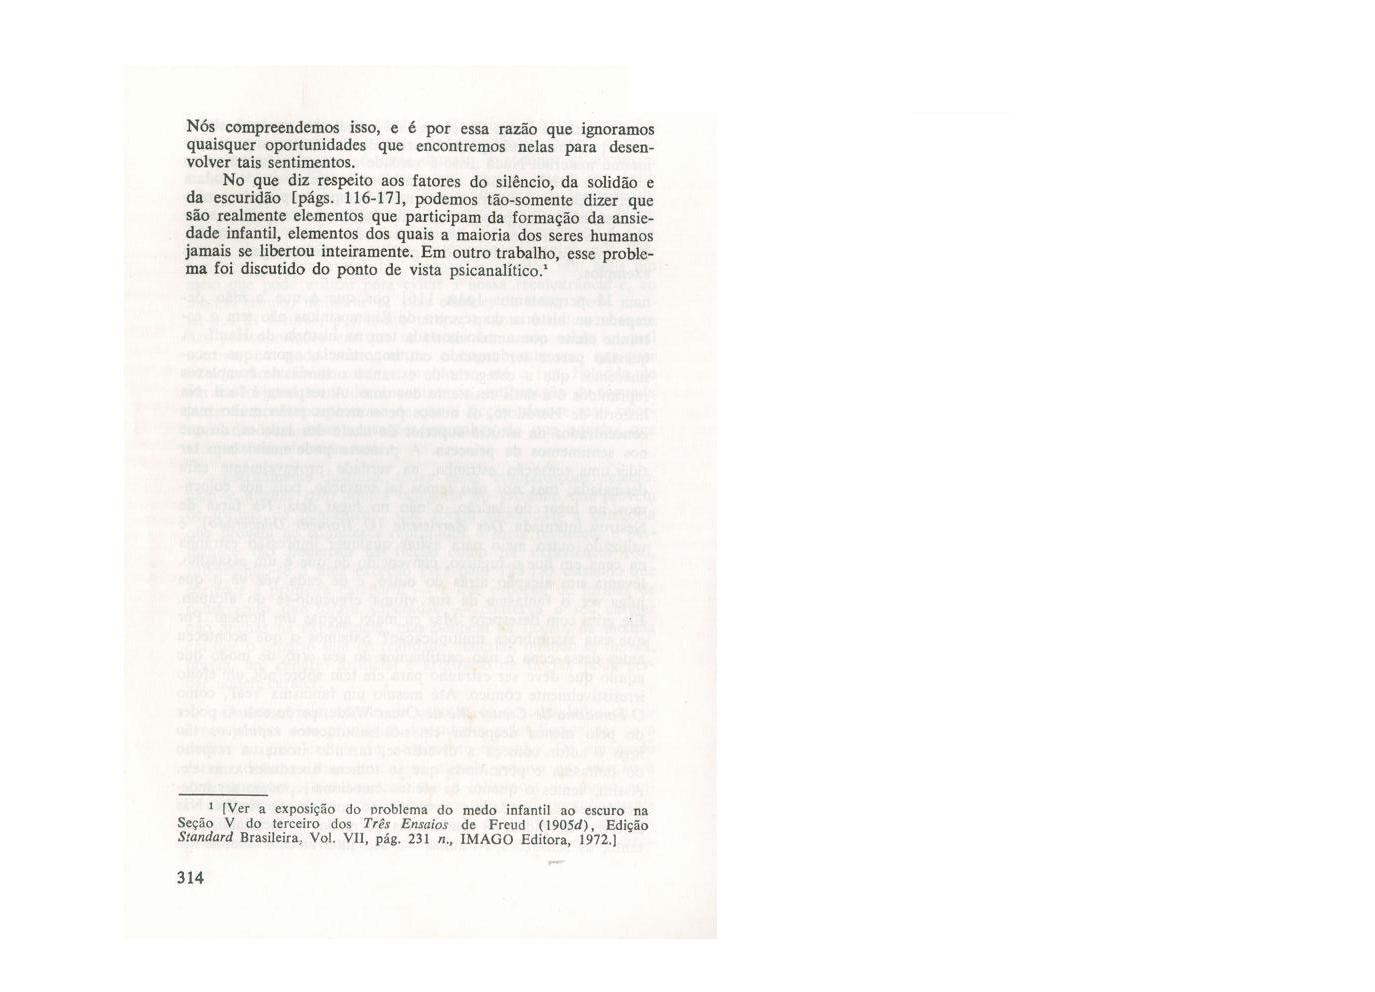 Nós compreendemos isso, e é por essa razão que ignoramos
quaisquer oportunidades que encontremos nelas para desen-
volver tais sentimentos.
No que diz respeito aos fatores do silêncio, da solidão e
da escuridão [págs. 116-17], podemos tão-somente dizer que
são realmente elementos que participam da formação da ansie-
dade infantil, elementos dos quais a maioria dos seres humanos
jamais se libertou inteiramente. Em outro trabalho, esse proble-
ma foi discutido do ponto de vista psicanalítico.¹
¹ [Ver a exposição do problema do medo infantil ao escuro na
Seção V do terceiro dos Três Ensaios de Freud (1905d), Edição
Standard Brasileira, Vol. VII, pág. 231 n., IMAGO Editora, 1972.]
314